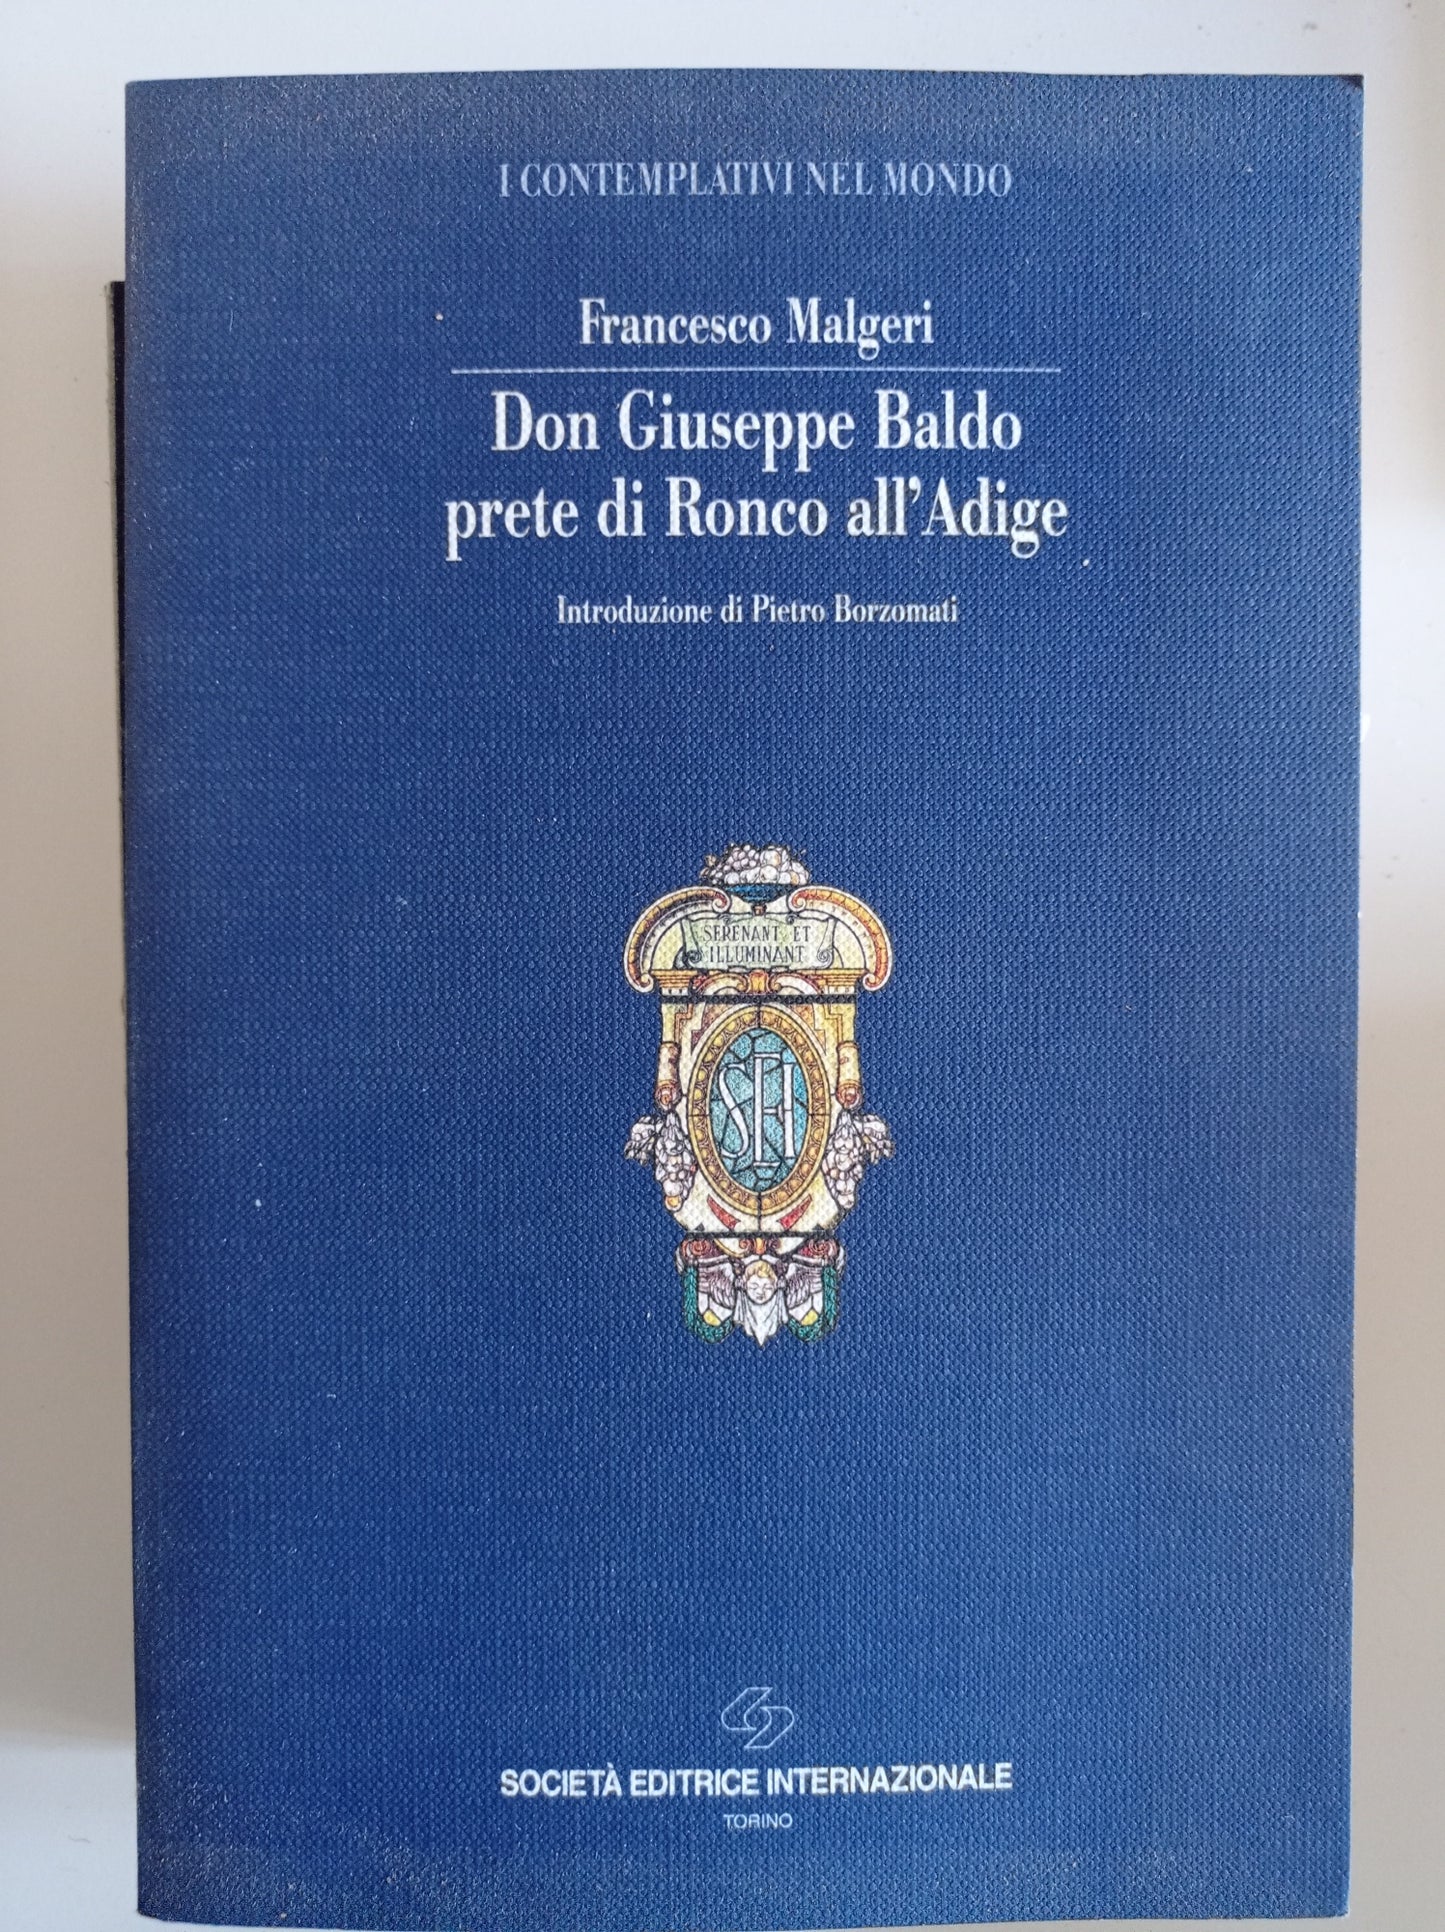 I CONTEMPLATIVI NEL MONDO
Francesco Malgeri
Don Giuseppe Baldo
prete di Ronco all'Adige
Introduzione di Pietro Borzomati
SERENANT ET
ILLUMINANT
SEI
SOCIETÀ EDITRICE INTERNAZIONALE
TORINO